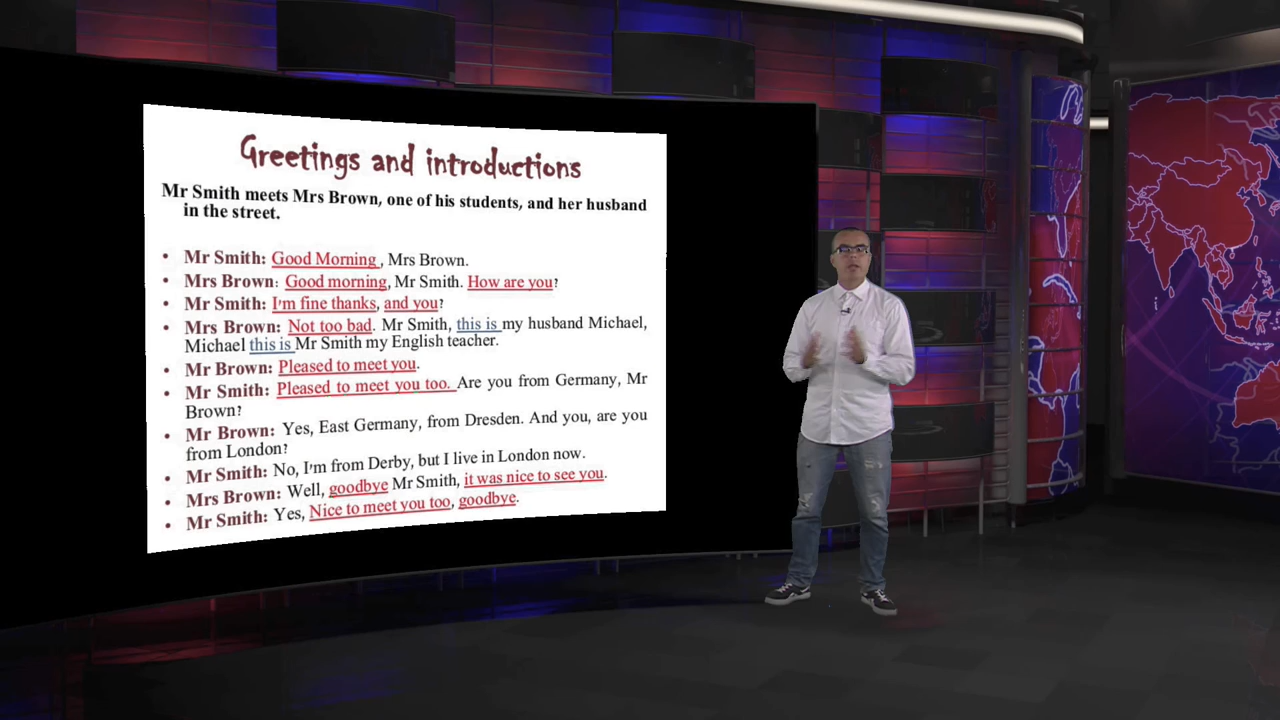 Greetings and introductions
Mr Smith meets Mrs Brown, one of his students, and her husband
in the street.
• Mr Smith: Good Morning , Mrs Brown.
• Mrs Brown: Good morning, Mr Smith. How are you?
• Mr Smith: I'm fine thanks, and you?
• Mrs Brown: Not too bad. Mr Smith, this is my husband Michael,
Michael this is Mr Smith my English teacher.
• Mr Brown: Pleased to meet you.
• Mr Smith: Pleased to meet you too. Are you from Germany, Mr
Brown?
• Mr Brown: Yes, East Germany, from Dresden. And you, are you
from London?
• Mr Smith: No, I'm from Derby, but I live in London now.
• Mrs Brown: Well, goodbye Mr Smith, it was nice to see you.
• Mr Smith: Yes, Nice to meet you too, goodbye.